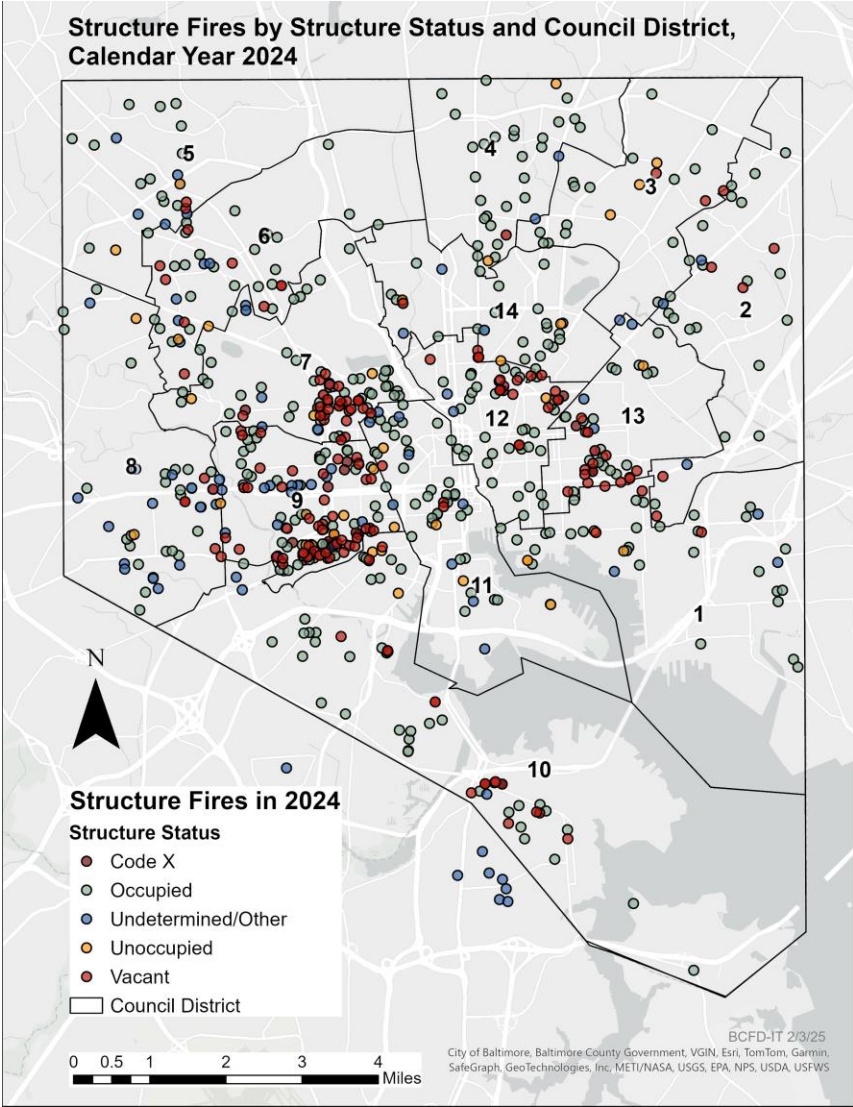 Structure Fires by Structure Status and Council District,
Calendar Year 2024
5
4
3
6
2
14
7
12
13
8
9
11
1
N
10
Structure Fires in 2024
Structure Status
Code X
Occupied
Undetermined/Other
Unoccupied
Vacant
Council District
0 0.5 1 2 3 4
Miles
BCFD-IT 2/3/25
City of Baltimore, Baltimore County Government, VGIN, Esri, TomTom, Garmin,
SafeGraph, GeoTechnologies, Inc, METI/NASA, USGS, EPA, NPS, USDA, USFWS